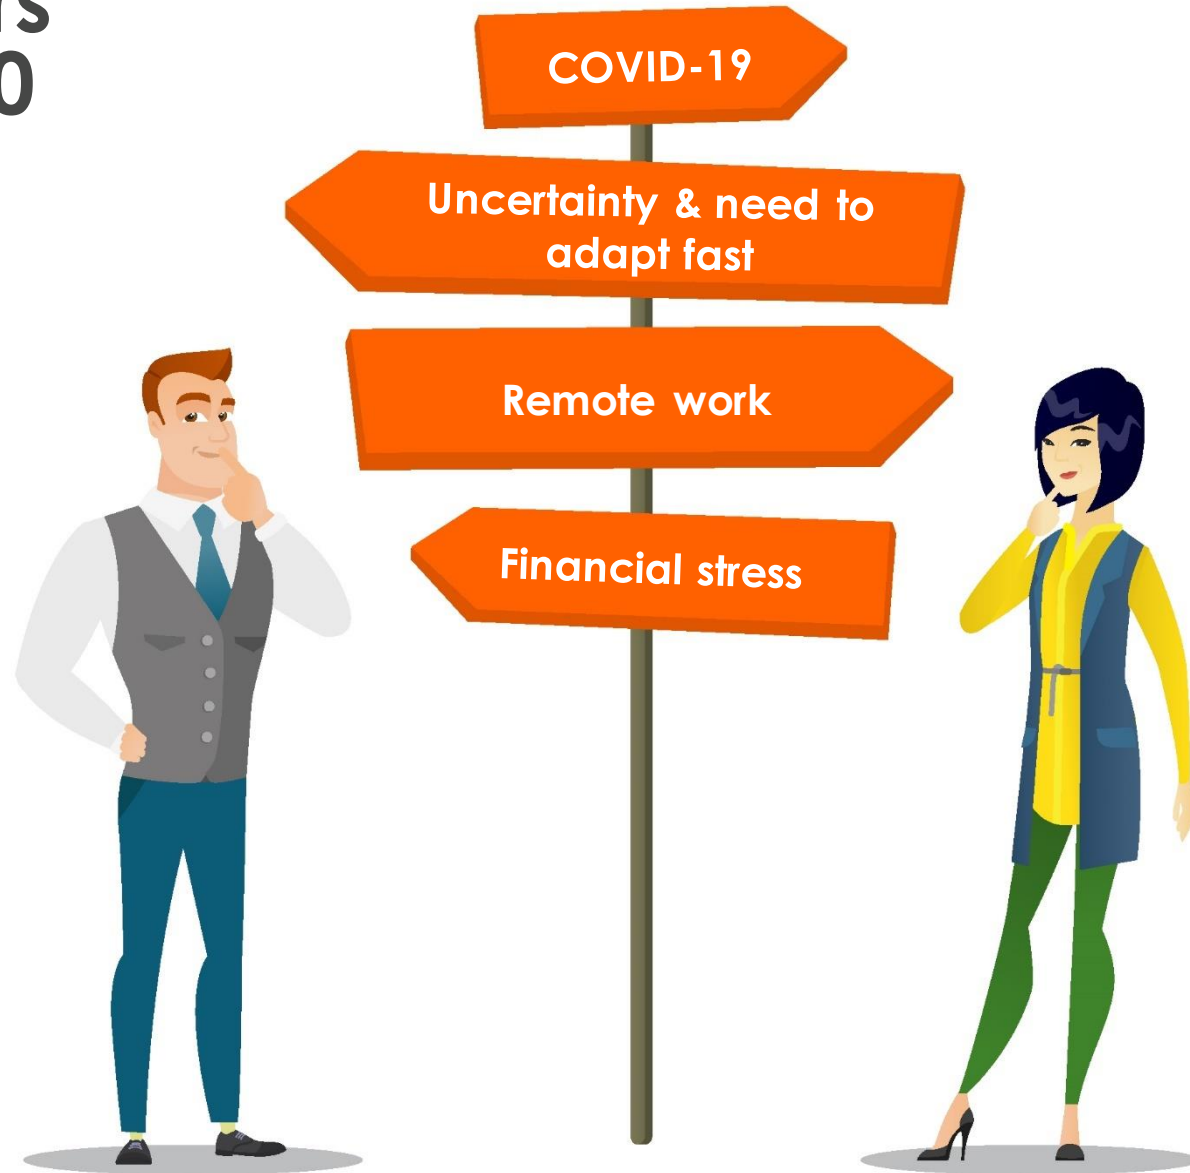 COVID-19
Uncertainty & need to
adapt fast
Remote work
Financial stress